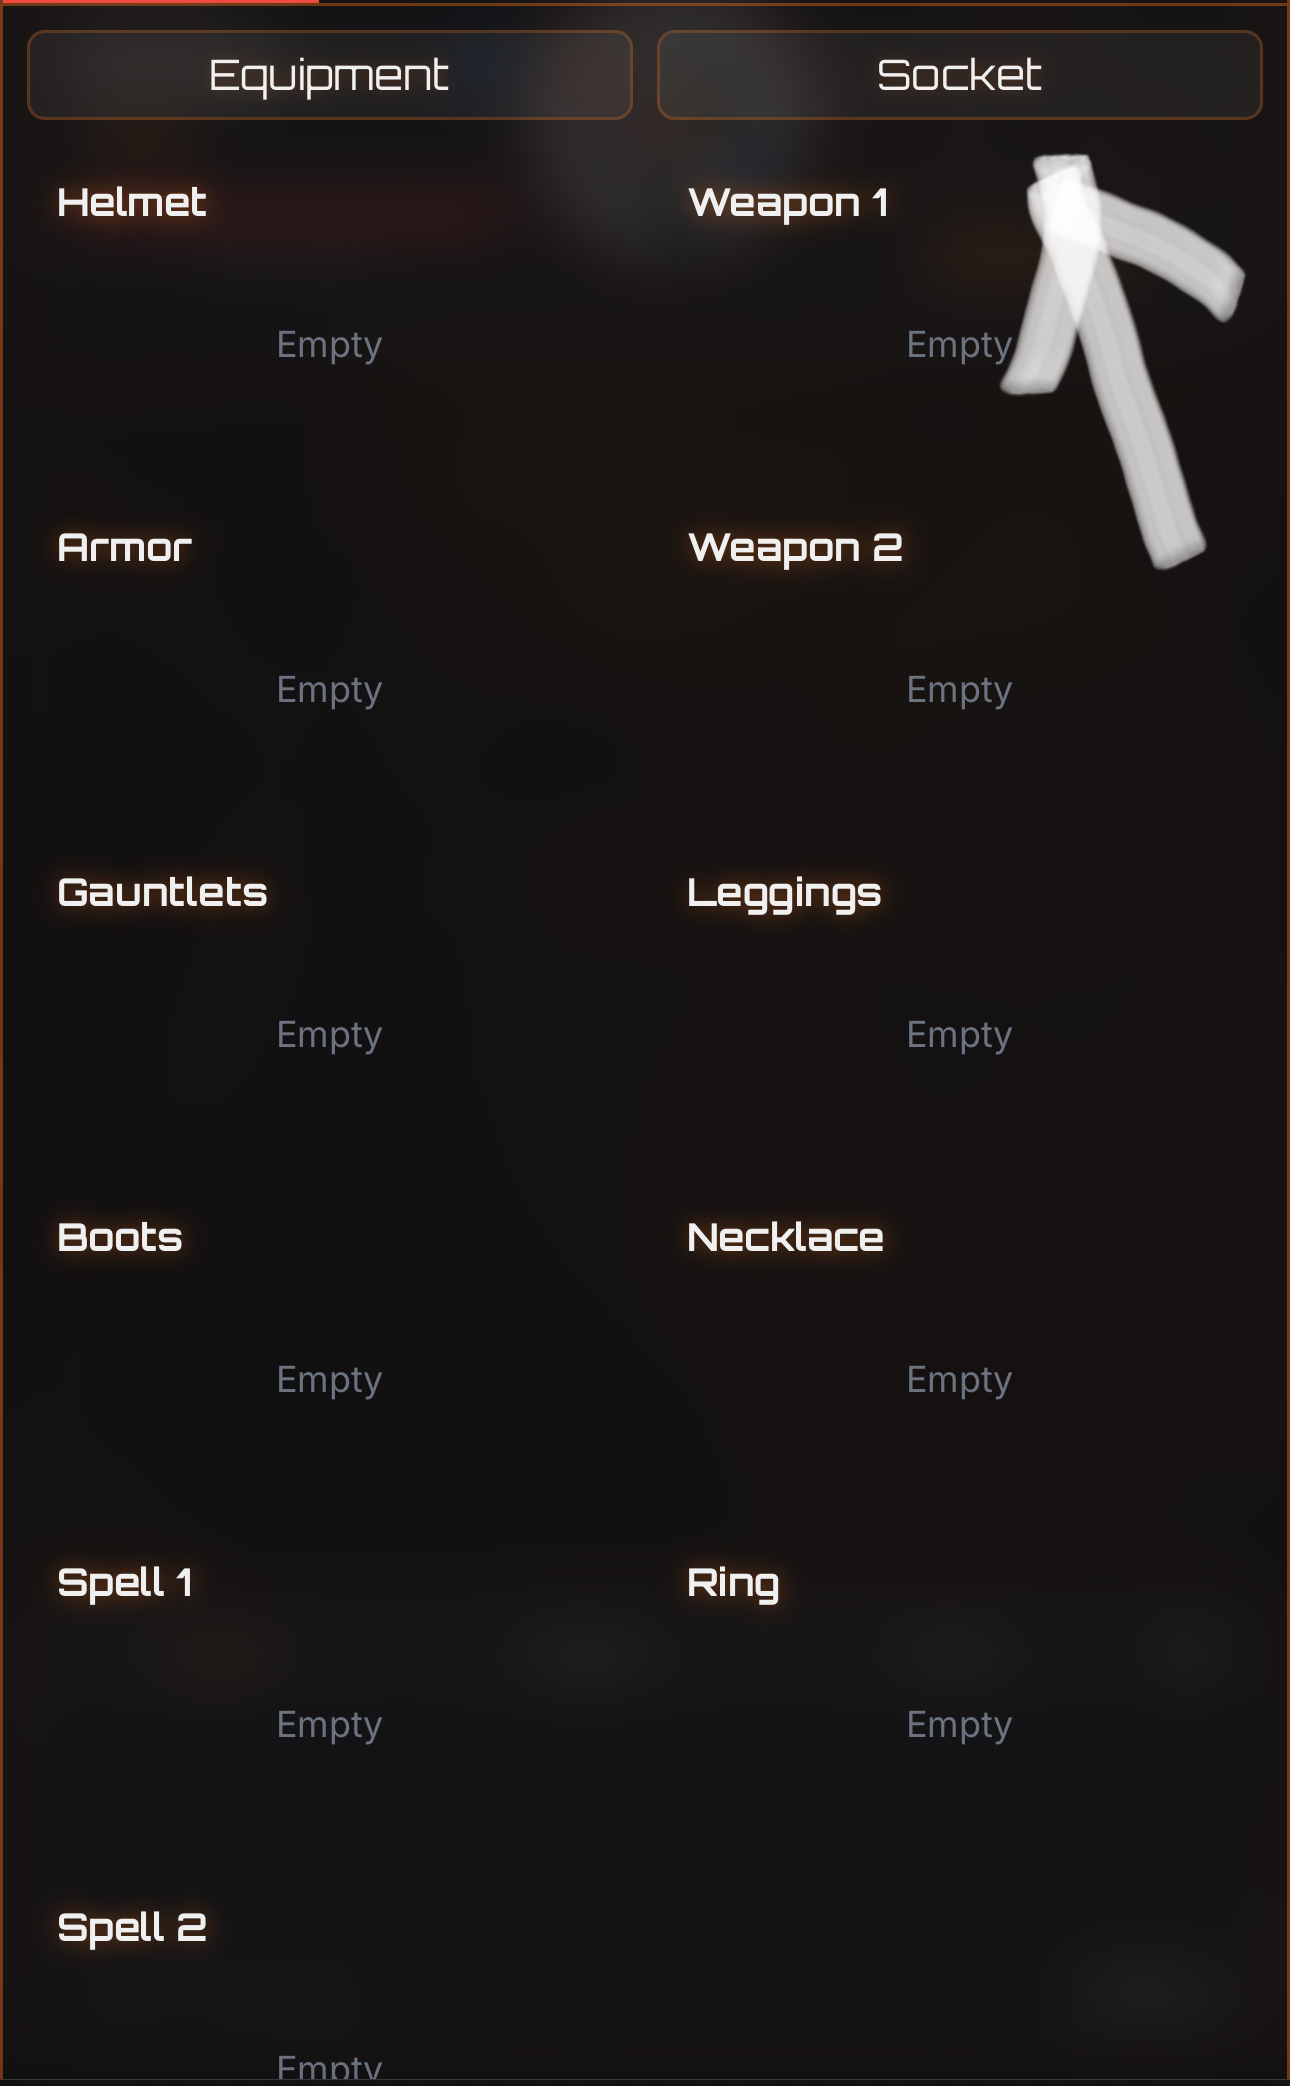 Equipment Socket
Helmet Weapon 1
Empty Empty
Armor Weapon 2
Empty Empty
Gauntlets Leggings
Empty Empty
Boots Necklace
Empty Empty
Spell 1 Ring
Empty Empty
Spell 2
Empty